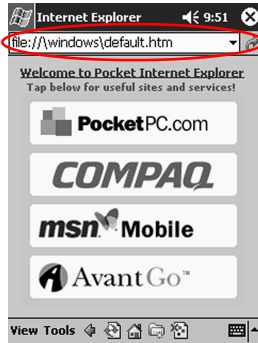 Internet Explorer 9:51
file://\windows\default.htm
Welcome to Pocket Internet Explorer
Tap below for useful sites and services!
PocketPC.com
COMPAQ
msn Mobile
AvantGo™
View Tools